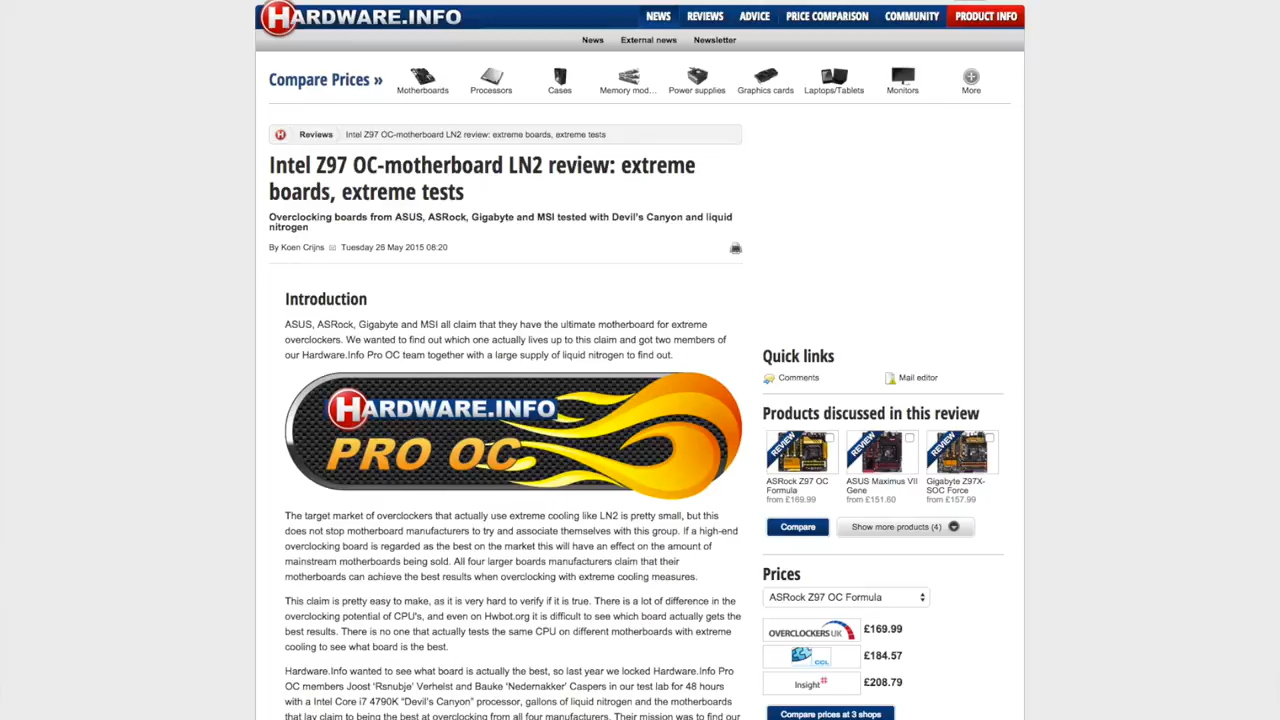 HARDWARE.INFO
NEWS REVIEWS ADVICE PRICE COMPARISON COMMUNITY PRODUCT INFO
News External news Newsletter
Compare Prices »
Motherboards Processors Cases Memory mod... Power supplies Graphics cards Laptops/Tablets Monitors More
Reviews Intel Z97 OC-motherboard LN2 review: extreme boards, extreme tests
Intel Z97 OC-motherboard LN2 review: extreme
boards, extreme tests
Overclocking boards from ASUS, ASRock, Gigabyte and MSI tested with Devil's Canyon and liquid
nitrogen
By Koen Crijns Tuesday 26 May 2015 08:20
Introduction
ASUS, ASRock, Gigabyte and MSI all claim that they have the ultimate motherboard for extreme
overclockers. We wanted to find out which one actually lives up to this claim and got two members of
our Hardware.Info Pro OC team together with a large supply of liquid nitrogen to find out.
HARDWARE.INFO
PRO OC
The target market of overclockers that actually use extreme cooling like LN2 is pretty small, but this
does not stop motherboard manufacturers to try and associate themselves with this group. If a high-end
overclocking board is regarded as the best on the market this will have an effect on the amount of
mainstream motherboards being sold. All four larger boards manufacturers claim that their
motherboards can achieve the best results when overclocking with extreme cooling measures.
This claim is pretty easy to make, as it is very hard to verify if it is true. There is a lot of difference in the
overclocking potential of CPU's, and even on Hwbot.org it is difficult to see which board actually gets the
best results. There is no one that actually tests the same CPU on different motherboards with extreme
cooling to see what board is the best.
Hardware.Info wanted to see what board is actually the best, so last year we locked Hardware.Info Pro
OC members Joost 'Rsnubje' Verhelst and Bauke 'Nedernakker' Caspers in our test lab for 48 hours
with a Intel Core i7 4790K "Devil's Canyon" processor, gallons of liquid nitrogen and the motherboards
that lay claim to being the best at overclocking from all four manufacturers. Their mission was to find our
Quick links
Comments Mail editor
Products discussed in this review
REVIEW REVIEW REVIEW
ASRock Z97 OC ASUS Maximus VII Gigabyte Z97X-
Formula Gene SOC Force
from £169.99 from £151.60 from £157.99
Compare Show more products (4)
Prices
ASRock Z97 OC Formula
OVERCLOCKERS UK £169.99
CCL £184.57
Insight £208.79
Compare prices at 3 shops